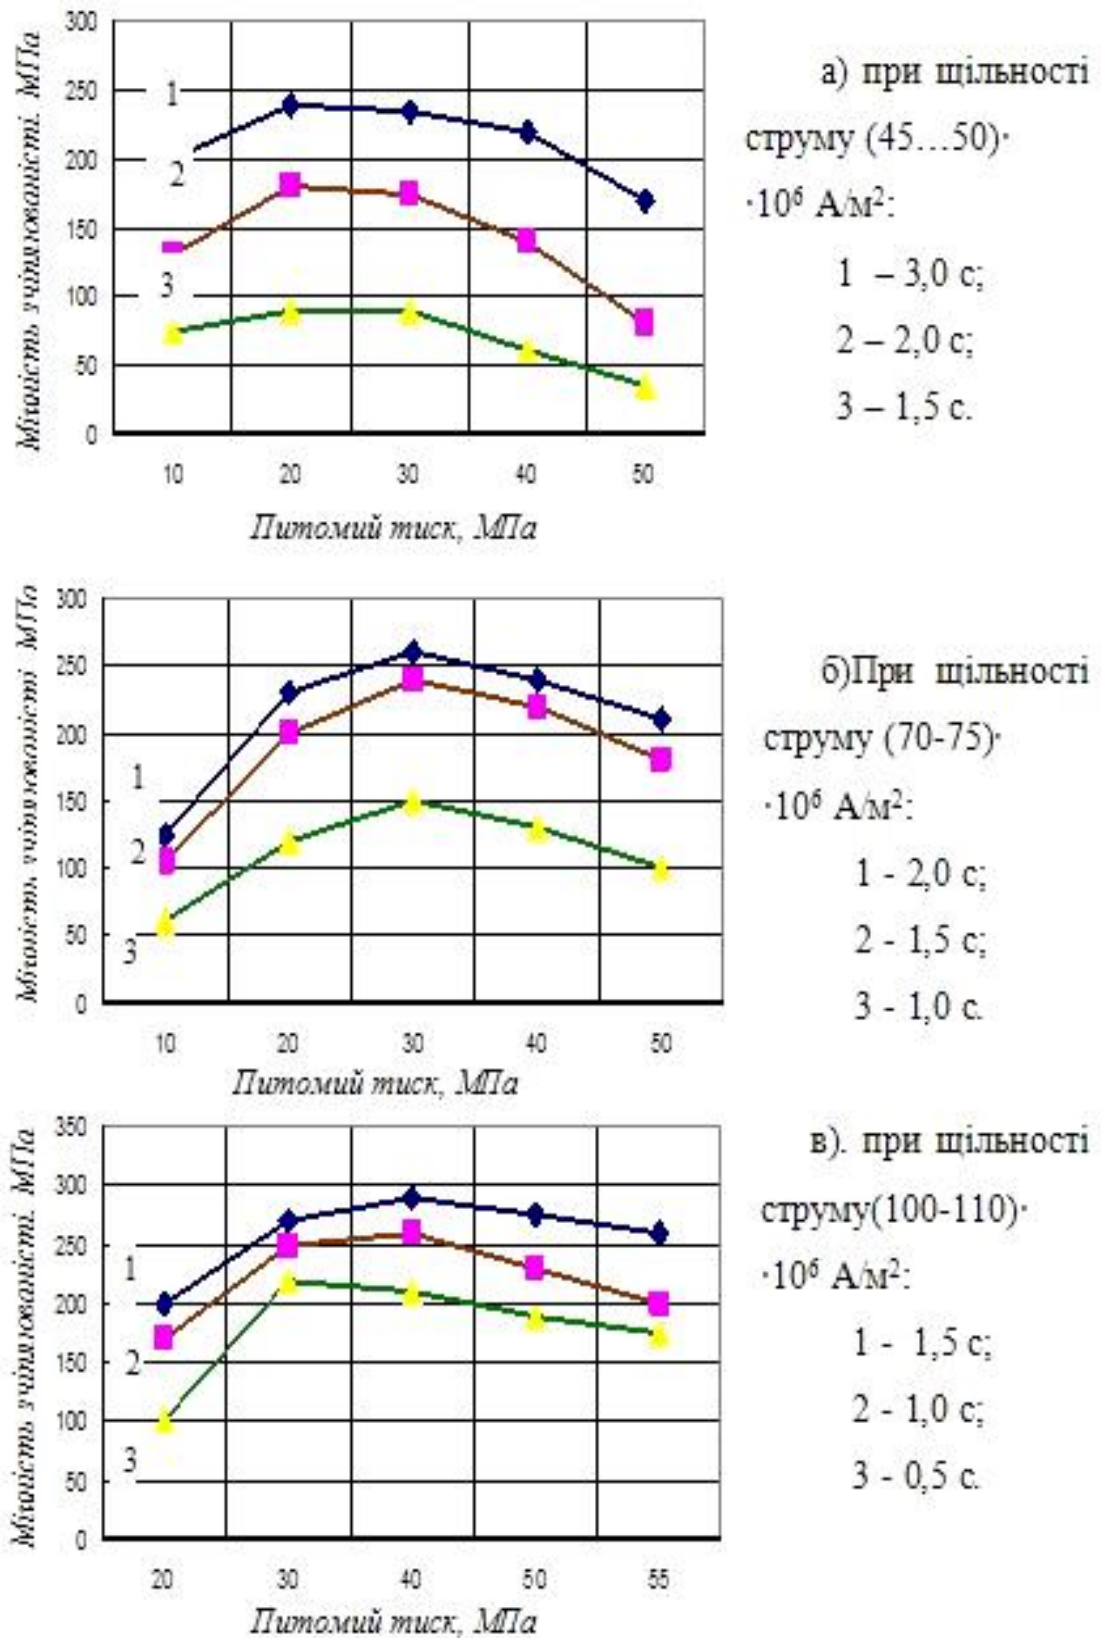 Міцність зчіплюваності. МПа
300
250
200
150
100
50
0
1
2
3
10 20 30 40 50
Питомий тиск, МПа
а) при щільності
струму (45...50)·
·10⁶ А/м²:
1 – 3,0 с;
2 – 2,0 с;
3 – 1,5 с.
Міцність зчіплюваності МПа
300
250
200
150
100
50
0
1
2
3
10 20 30 40 50
Питомий тиск, МПа
б)При щільності
струму (70-75)·
·10⁶ А/м²:
1 - 2,0 с;
2 - 1,5 с;
3 - 1,0 с.
Міцність зчіплюваності. МПа
350
300
250
200
150
100
50
0
1
2
3
20 30 40 50 55
Питомий тиск, МПа
в). при щільності
струму(100-110)·
·10⁶ А/м²:
1 - 1,5 с;
2 - 1,0 с;
3 - 0,5 с.